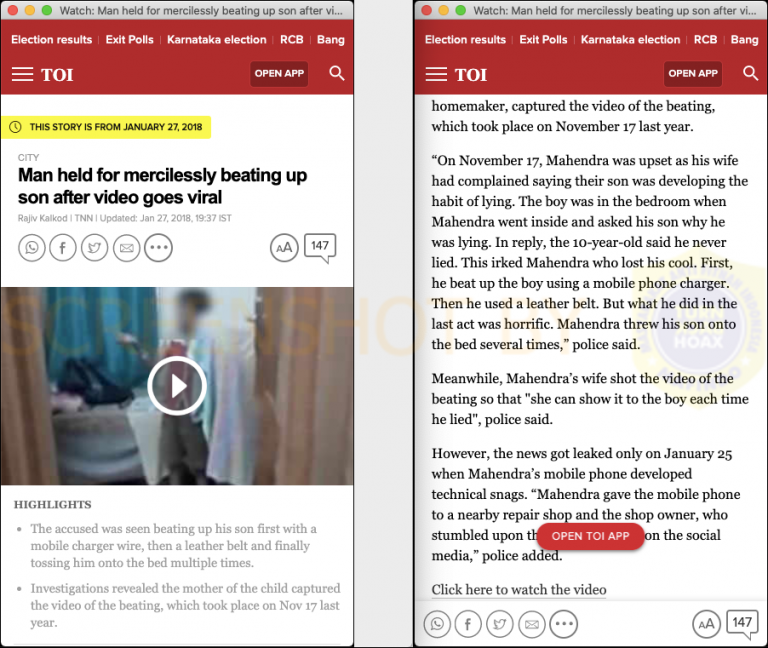 Watch: Man held for mercilessly beating up son after vi...
Election results
Exit Polls
Karnataka election
RCB
Bang
TOI
OPEN APP
THIS STORY IS FROM JANUARY 27, 2018
CITY
Man held for mercilessly beating up
son after video goes viral
Rajiv Kalkod | TNN | Updated: Jan 27, 2018, 19:37 IST
AA
147
SCREENSHOT BY
HIGHLIGHTS
The accused was seen beating up his son first with a
mobile charger wire, then a leather belt and finally
tossing him onto the bed multiple times.
Investigations revealed the mother of the child captured
the video of the beating, which took place on Nov 17 last
year.
Watch: Man held for mercilessly beating up son after vi...
Election results
Exit Polls
Karnataka election
RCB
Bang
TOI
OPEN APP
homemaker, captured the video of the beating,
which took place on November 17 last year.
“On November 17, Mahendra was upset as his wife
had complained saying their son was developing the
habit of lying. The boy was in the bedroom when
Mahendra went inside and asked his son why he
was lying. In reply, the 10-year-old said he never
lied. This irked Mahendra who lost his cool. First,
he beat up the boy using a mobile phone charger.
Then he used a leather belt. But what he did in the
last act was horrific. Mahendra threw his son onto
the bed several times,” police said.
TURN
HOAX
Meanwhile, Mahendra’s wife shot the video of the
beating so that "she can show it to the boy each time
he lied", police said.
However, the news got leaked only on January 25
when Mahendra’s mobile phone developed
technical snags. “Mahendra gave the mobile phone
to a nearby repair shop and the shop owner, who
stumbled upon
OPEN TOI APP
on the social
media,” police added.
Click here to watch the video
AA
147